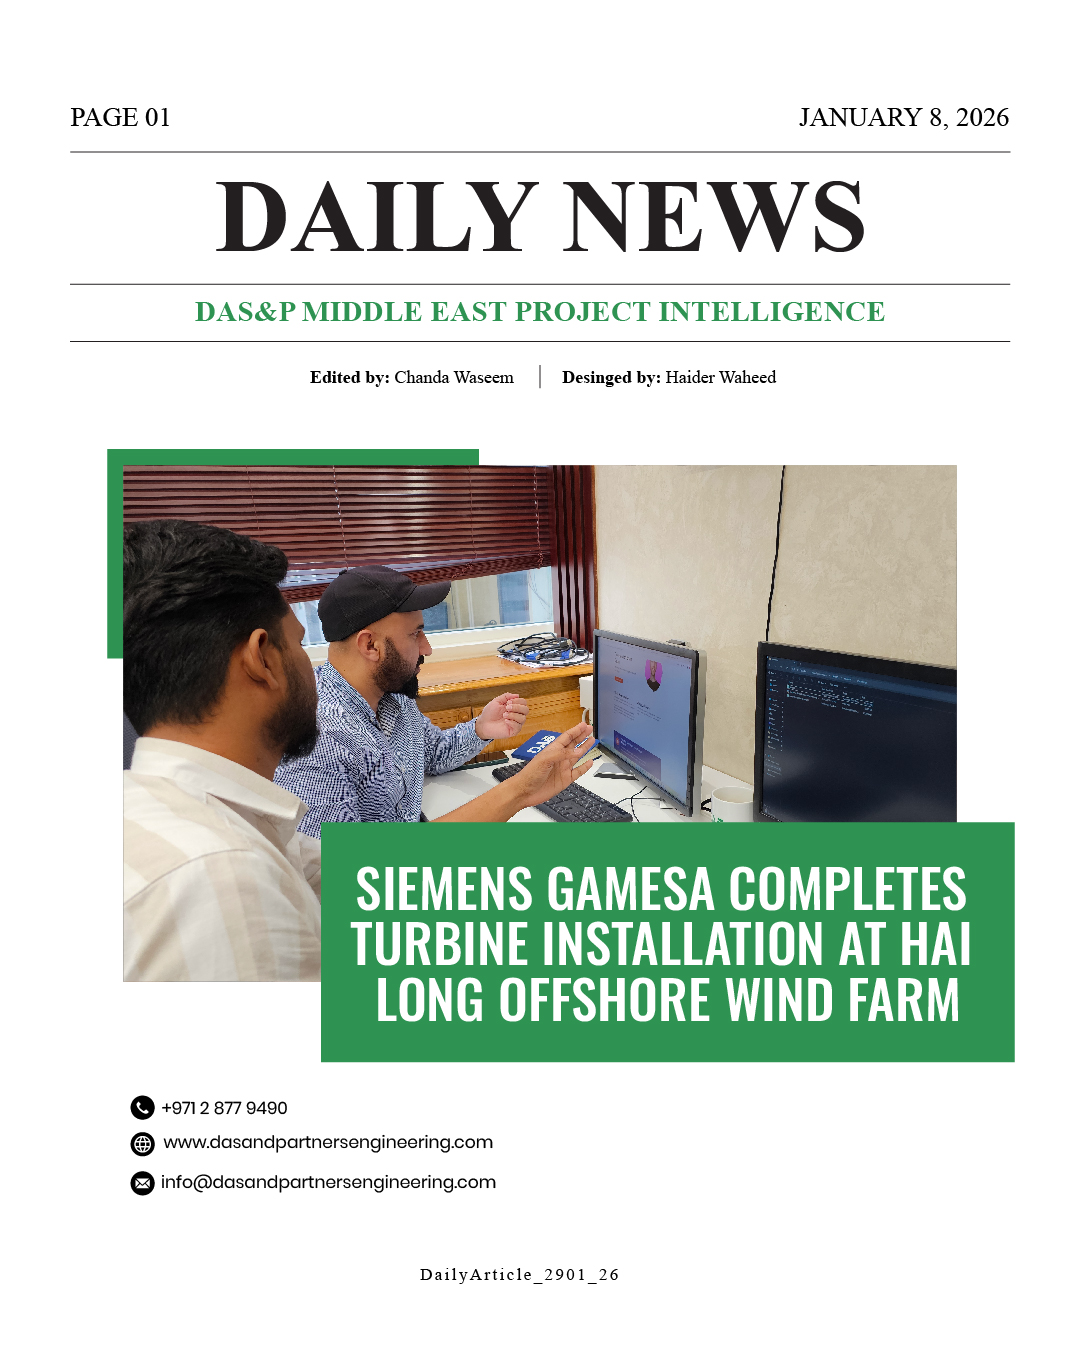 PAGE 01
JANUARY 8, 2026
DAILY NEWS
DAS&P MIDDLE EAST PROJECT INTELLIGENCE
Edited by: Chanda Waseem
Desinged by: Haider Waheed
DAS
SIEMENS GAMESA COMPLETES
TURBINE INSTALLATION AT HAI
LONG OFFSHORE WIND FARM
+971 2 877 9490
www.dasandpartnersengineering.com
info@dasandpartnersengineering.com
DailyArticle_2901_26